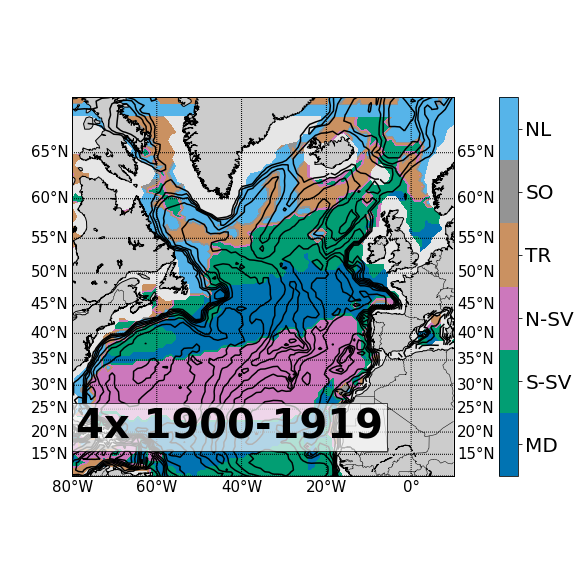 65°N 65°N
60°N 60°N
55°N 55°N
50°N 50°N
45°N 45°N
40°N 40°N
35°N 35°N
30°N 30°N
25°N 25°N
20°N 20°N
15°N 15°N
4x 1900-1919
80°W 60°W 40°W 20°W 0°
NL
SO
TR
N-SV
S-SV
MD